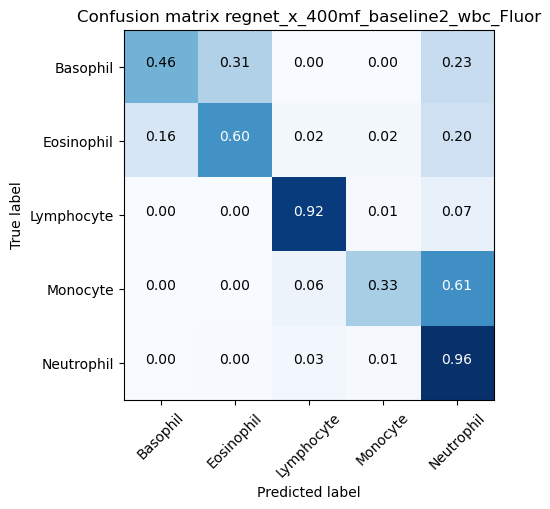 Confusion matrix regnet_x_400mf_baseline2_wbc_Fluor
True label
Basophil 0.46 0.31 0.00 0.00 0.23
Eosinophil 0.16 0.60 0.02 0.02 0.20
Lymphocyte 0.00 0.00 0.92 0.01 0.07
Monocyte 0.00 0.00 0.06 0.33 0.61
Neutrophil 0.00 0.00 0.03 0.01 0.96
Basophil Eosinophil Lymphocyte Monocyte Neutrophil
Predicted label